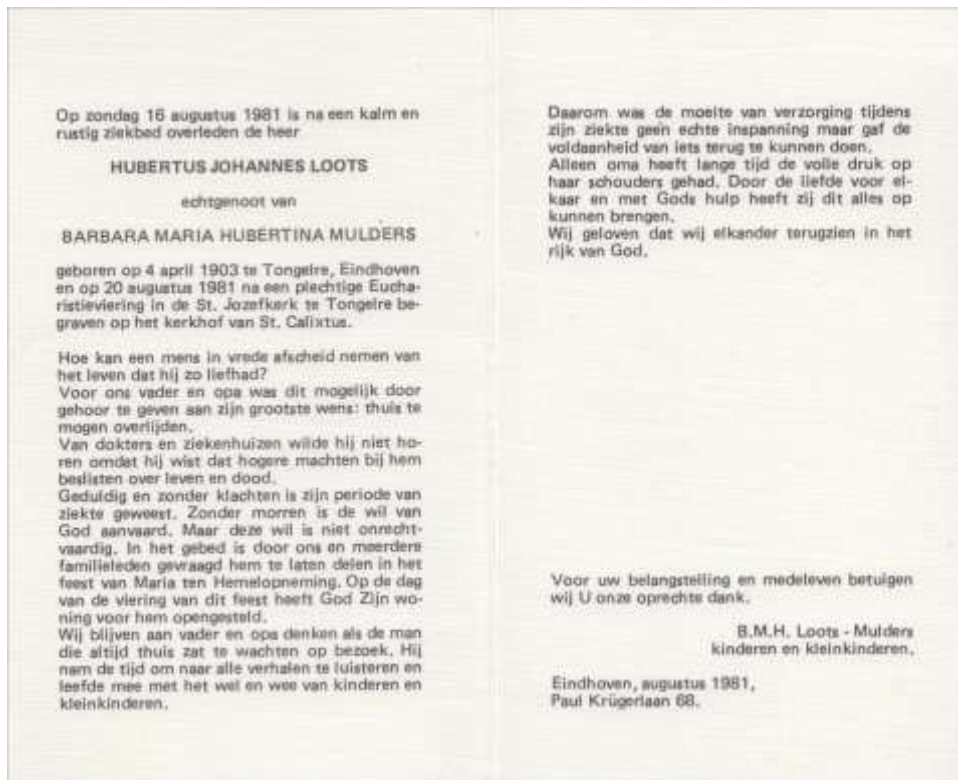 Op zondag 16 augustus 1981 is na een kalm en
rustig ziekbed overleden de heer
HUBERTUS JOHANNES LOOTS
echtgenoot van
BARBARA MARIA HUBERTINA MULDERS
geboren op 4 april 1903 te Tongelre, Eindhoven
en op 20 augustus 1981 na een plechtige Eucha-
ristieviering in de St. Jozefkerk te Tongelre be-
graven op het kerkhof van St. Calixtus.
Hoe kan een mens in vrede afscheid nemen van
het leven dat hij zo liefhad?
Voor ons vader en opa was dit mogelijk door
gehoor te geven aan zijn grootste wens: thuis te
mogen overlijden.
Van dokters en ziekenhuizen wilde hij niet ho-
ren omdat hij wist dat hogere machten bij hem
beslisten over leven en dood.
Geduldig en zonder klachten is zijn periode van
ziekte geweest. Zonder morren is de wil van
God aanvaard. Maar deze wil is niet onrecht-
vaardig. In het gebed is door ons en meerdere
familieleden gevraagd hem te laten delen in het
feest van Maria ten Hemelopneming. Op de dag
van de viering van dit feest heeft God Zijn wo-
ning voor hem opengesteld.
Wij blijven aan vader en opa denken als de man
die altijd thuis zat te wachten op bezoek. Hij
nam de tijd om naar alle verhalen te luisteren en
leefde mee met het wel en wee van kinderen en
kleinkinderen.
Daarom was de moeite van verzorging tijdens
zijn ziekte geen echte inspanning maar gaf de
voldaanheid van iets terug te kunnen doen.
Alleen oma heeft lange tijd de volle druk op
haar schouders gehad. Door de liefde voor el-
kaar en met Gods hulp heeft zij dit alles op
kunnen brengen.
Wij geloven dat wij elkander terugzien in het
rijk van God.
Voor uw belangstelling en medeleven betuigen
wij U onze oprechte dank.
B.M.H. Loots - Mulders
kinderen en kleinkinderen.
Eindhoven, augustus 1981,
Paul Krügerlaan 68.